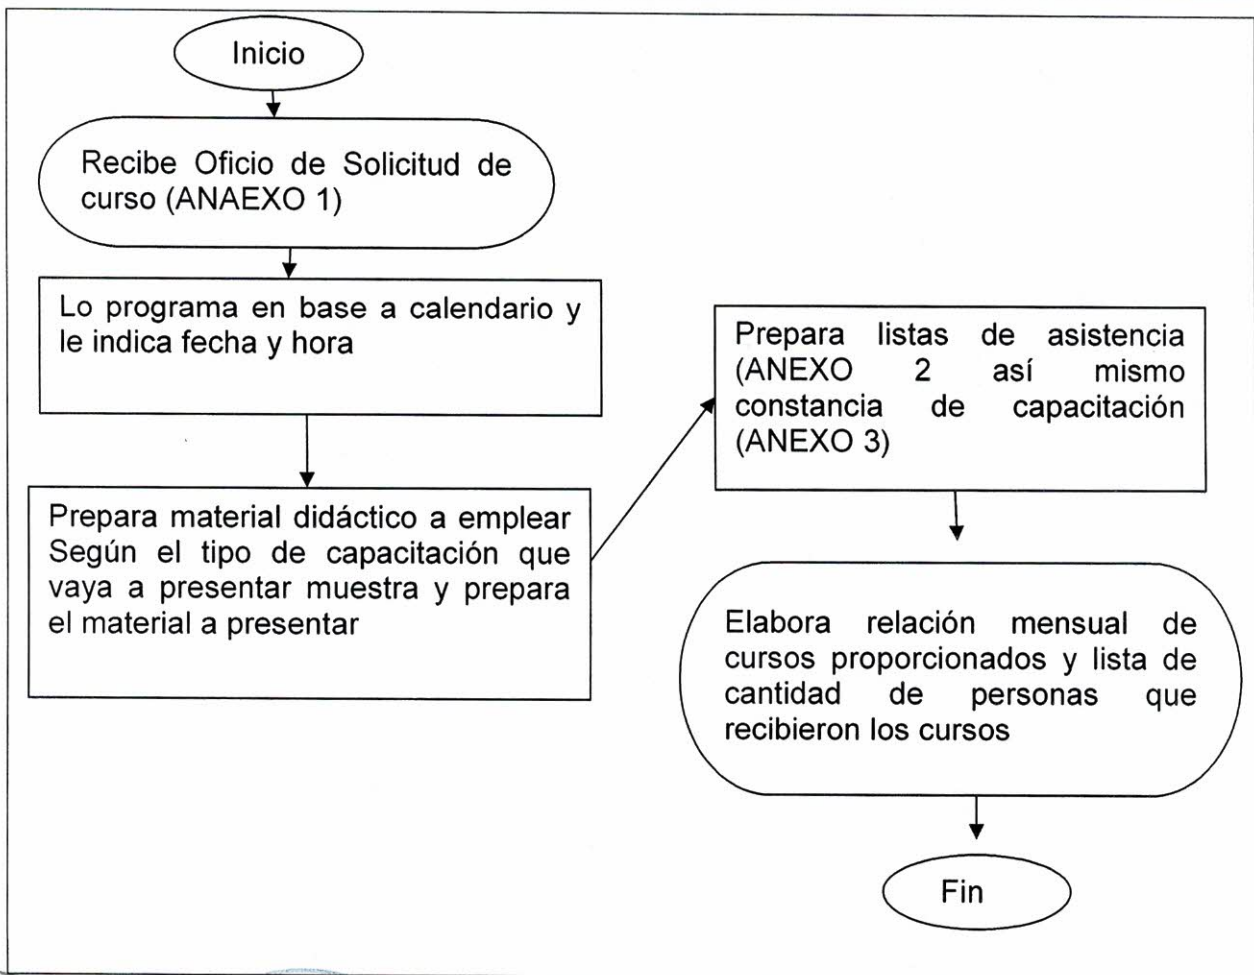 Inicio
Recibe Oficio de Solicitud de
curso (ANAEXO 1)
Lo programa en base a calendario y
le indica fecha y hora
Prepara material didáctico a emplear
Según el tipo de capacitación que
vaya a presentar muestra y prepara
el material a presentar
Prepara listas de asistencia
(ANEXO 2 así mismo
constancia de capacitación
(ANEXO 3)
Elabora relación mensual de
cursos proporcionados y lista de
cantidad de personas que
recibieron los cursos
Fin